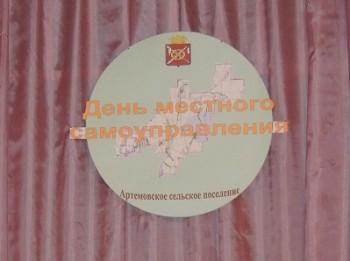 День местного
самоуправления
Артемовское сельское поселение